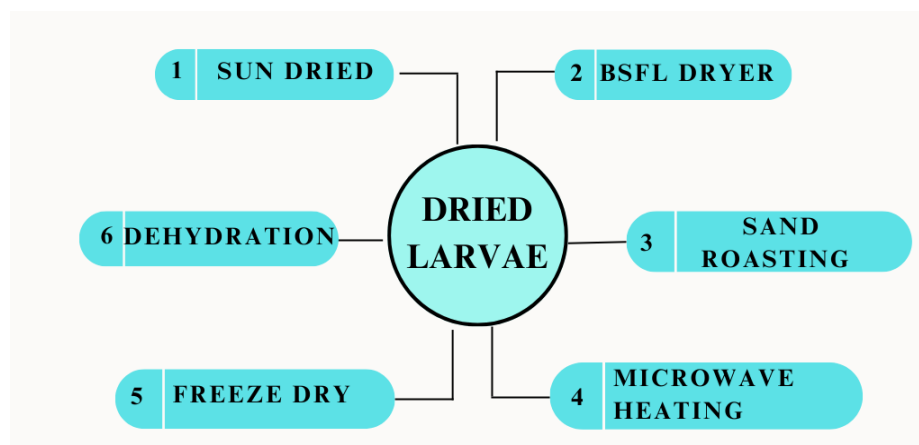 1 SUN DRIED
2 BSFL DRYER
DRIED
LARVAE
3 SAND
ROASTING
4 MICROWAVE
HEATING
5 FREEZE DRY
6 DEHYDRATION